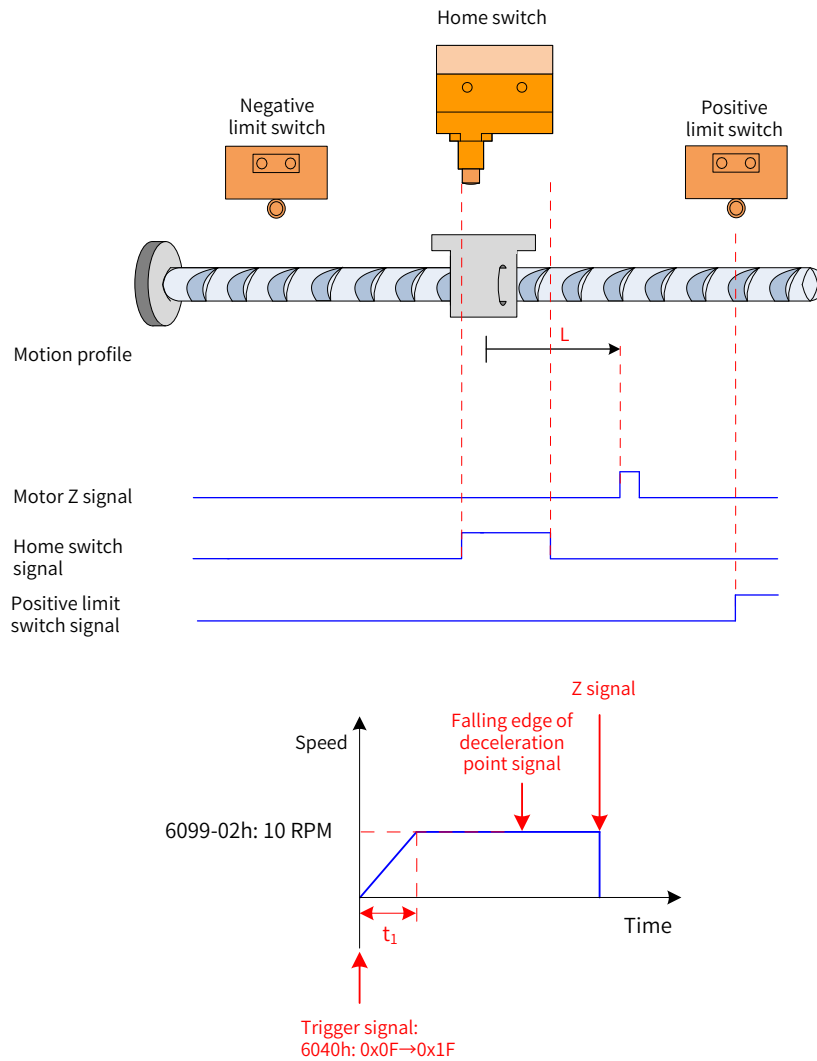 Home switch
Negative
limit switch
Positive
limit switch
L
Motion profile
Motor Z signal
Home switch
signal
Positive limit
switch signal
Z signal
Falling edge of
deceleration
point signal
Speed
6099-02h: 10 RPM
Time
t₁
Trigger signal:
6040h: 0x0F→0x1F